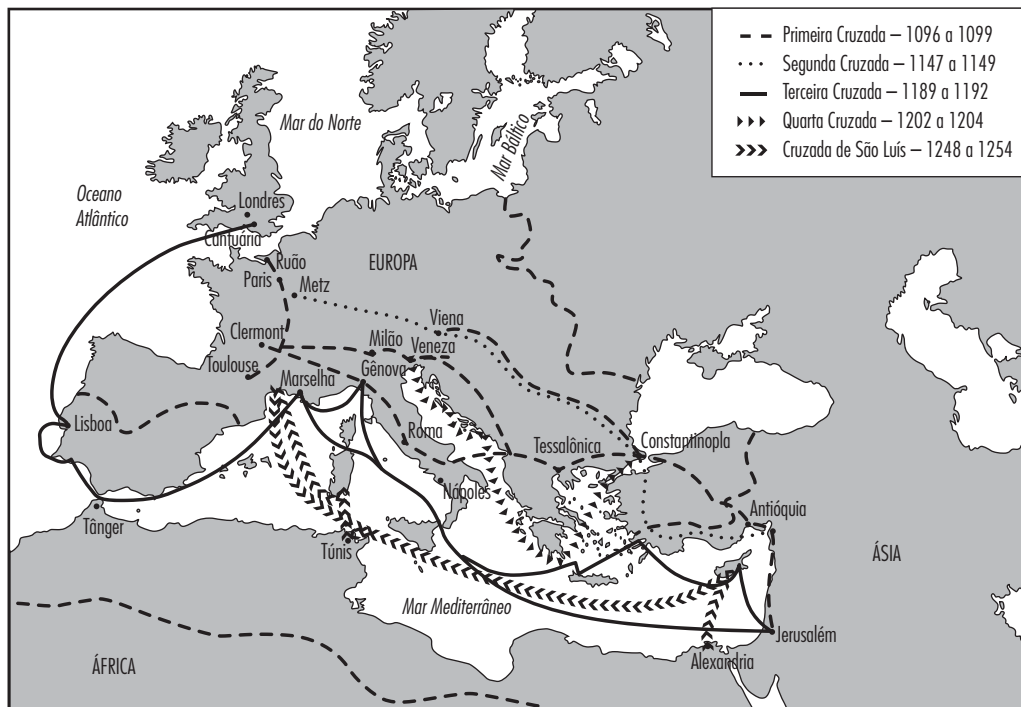 Primeira Cruzada – 1096 a 1099
Segunda Cruzada – 1147 a 1149
Terceira Cruzada – 1189 a 1192
Quarta Cruzada – 1202 a 1204
Cruzada de São Luís – 1248 a 1254
Mar do Norte
Mar Báltico
Oceano
Atlântico
Londres
Cantuária
Ruão
Paris
Metz
EUROPA
Viena
Clermont
Milão
Veneza
Toulouse
Gênova
Marselha
Lisboa
Roma
Tessalônica
Constantinopla
Nápoles
Tânger
Túnis
Antióquia
ÁSIA
Mar Mediterrâneo
Jerusalém
Alexandria
ÁFRICA